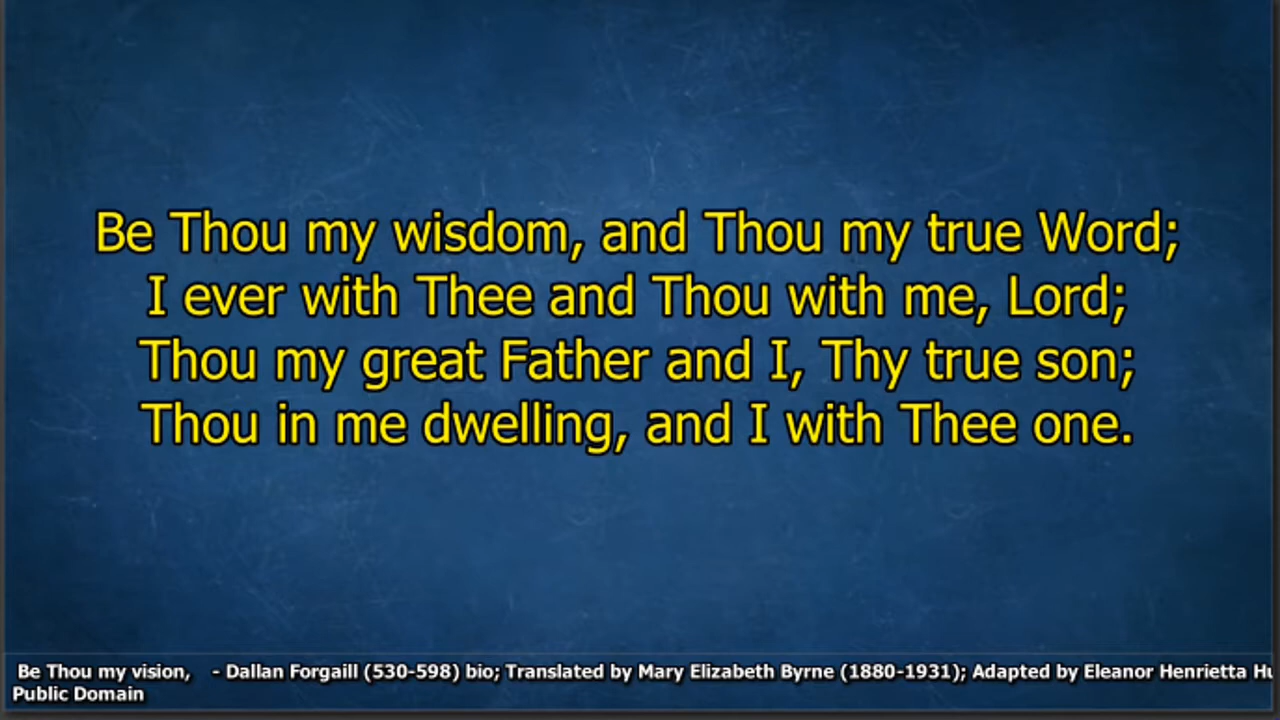 Be Thou my wisdom, and Thou my true Word;
I ever with Thee and Thou with me, Lord;
Thou my great Father and I, Thy true son;
Thou in me dwelling, and I with Thee one.
Be Thou my vision, - Dallan Forgaill (530-598) bio; Translated by Mary Elizabeth Byrne (1880-1931); Adapted by Eleanor Henrietta
Public Domain